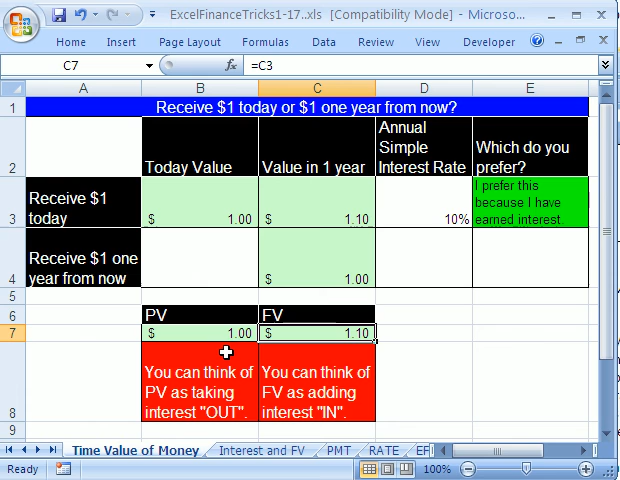 ExcelFinanceTricks1-17..xls [Compatibility Mode] - Microso...
Home Insert Page Layout Formulas Data Review View Developer
C7 fx =C3
A B C D E
1 Receive $1 today or $1 one year from now?
2 Today Value Value in 1 year Annual
Simple
Interest Rate Which do you
prefer?
3 Receive $1
today $ 1.00 $ 1.10 10% I prefer this
because I have
earned interest.
4 Receive $1 one
year from now $ 1.00
5
6 PV FV
7 $ 1.00 $ 1.10
8 You can think of
PV as taking
interest "OUT". You can think of
FV as adding
interest "IN".
9
Time Value of Money Interest and FV PMT RATE EF
Ready 100%